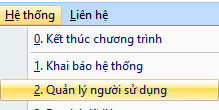 Hệ thống Liên hệ
0. Kết thúc chương trình
1. Khai báo hệ thống
2. Quản lý người sử dụng